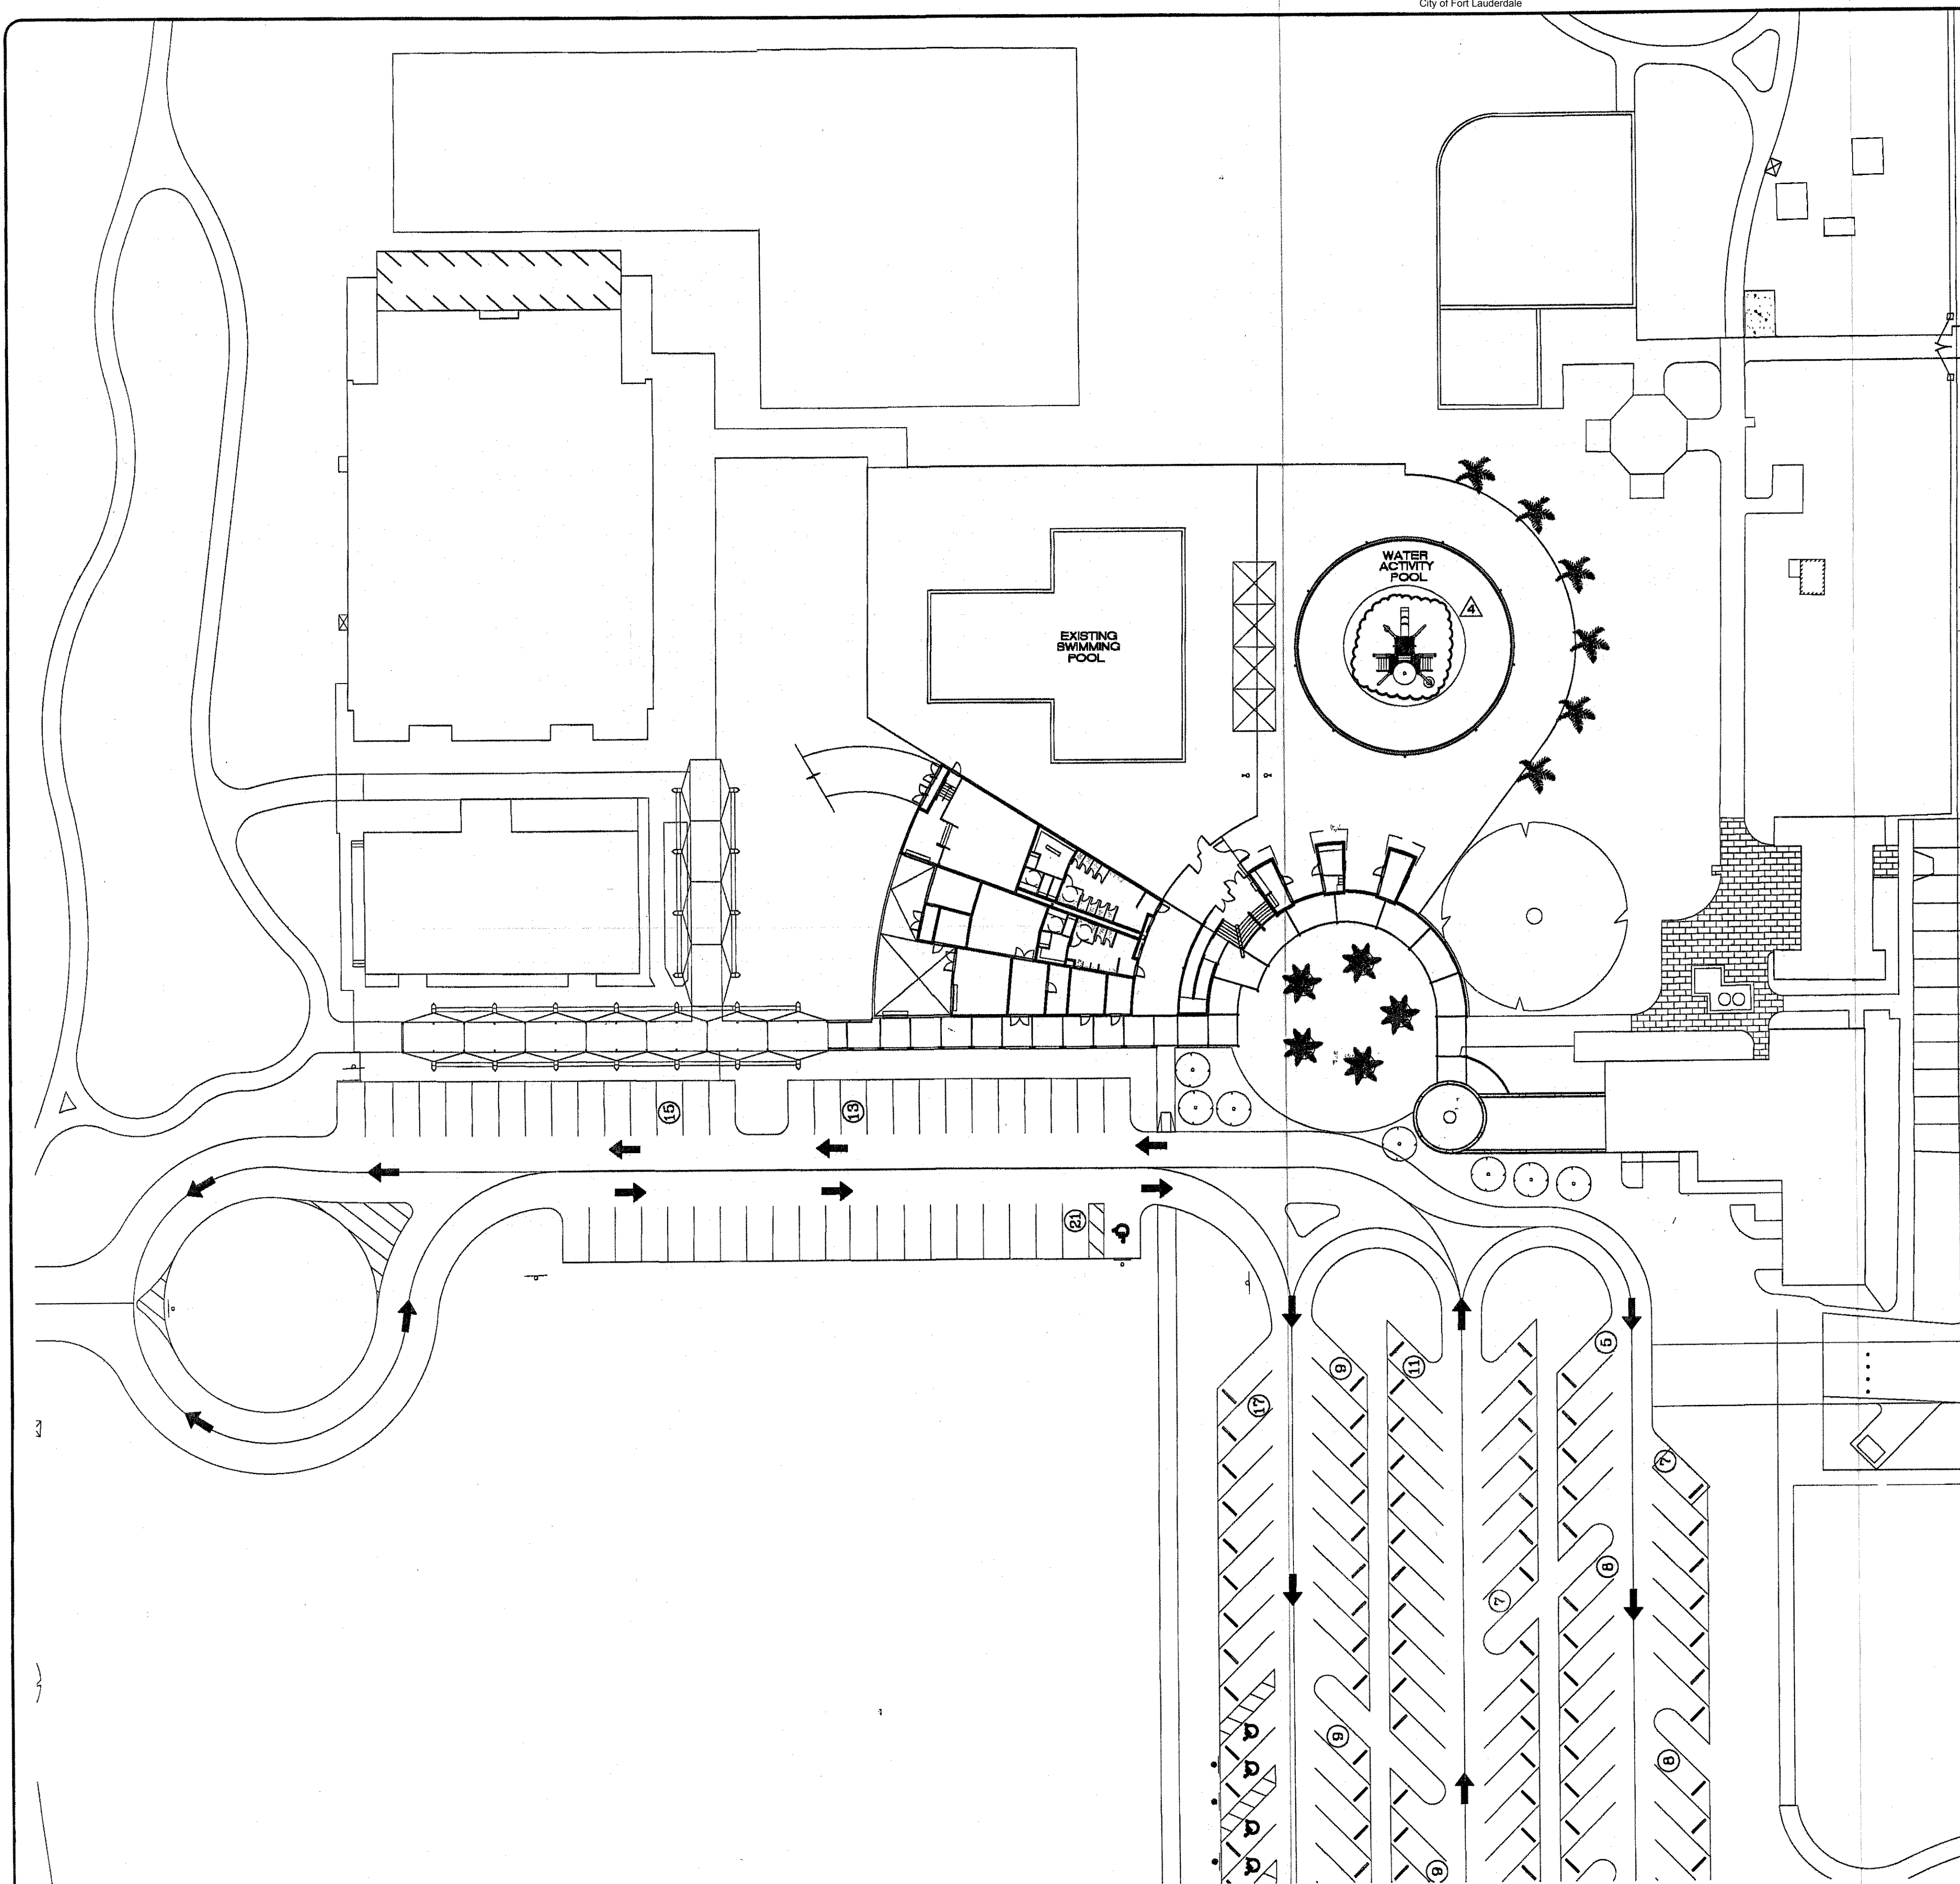 City of Fort Lauderdale
WATER
ACTIVITY
POOL
4
EXISTING
SWIMMING
POOL
15
13
21
5
9
11
17
7
8
7
9
8